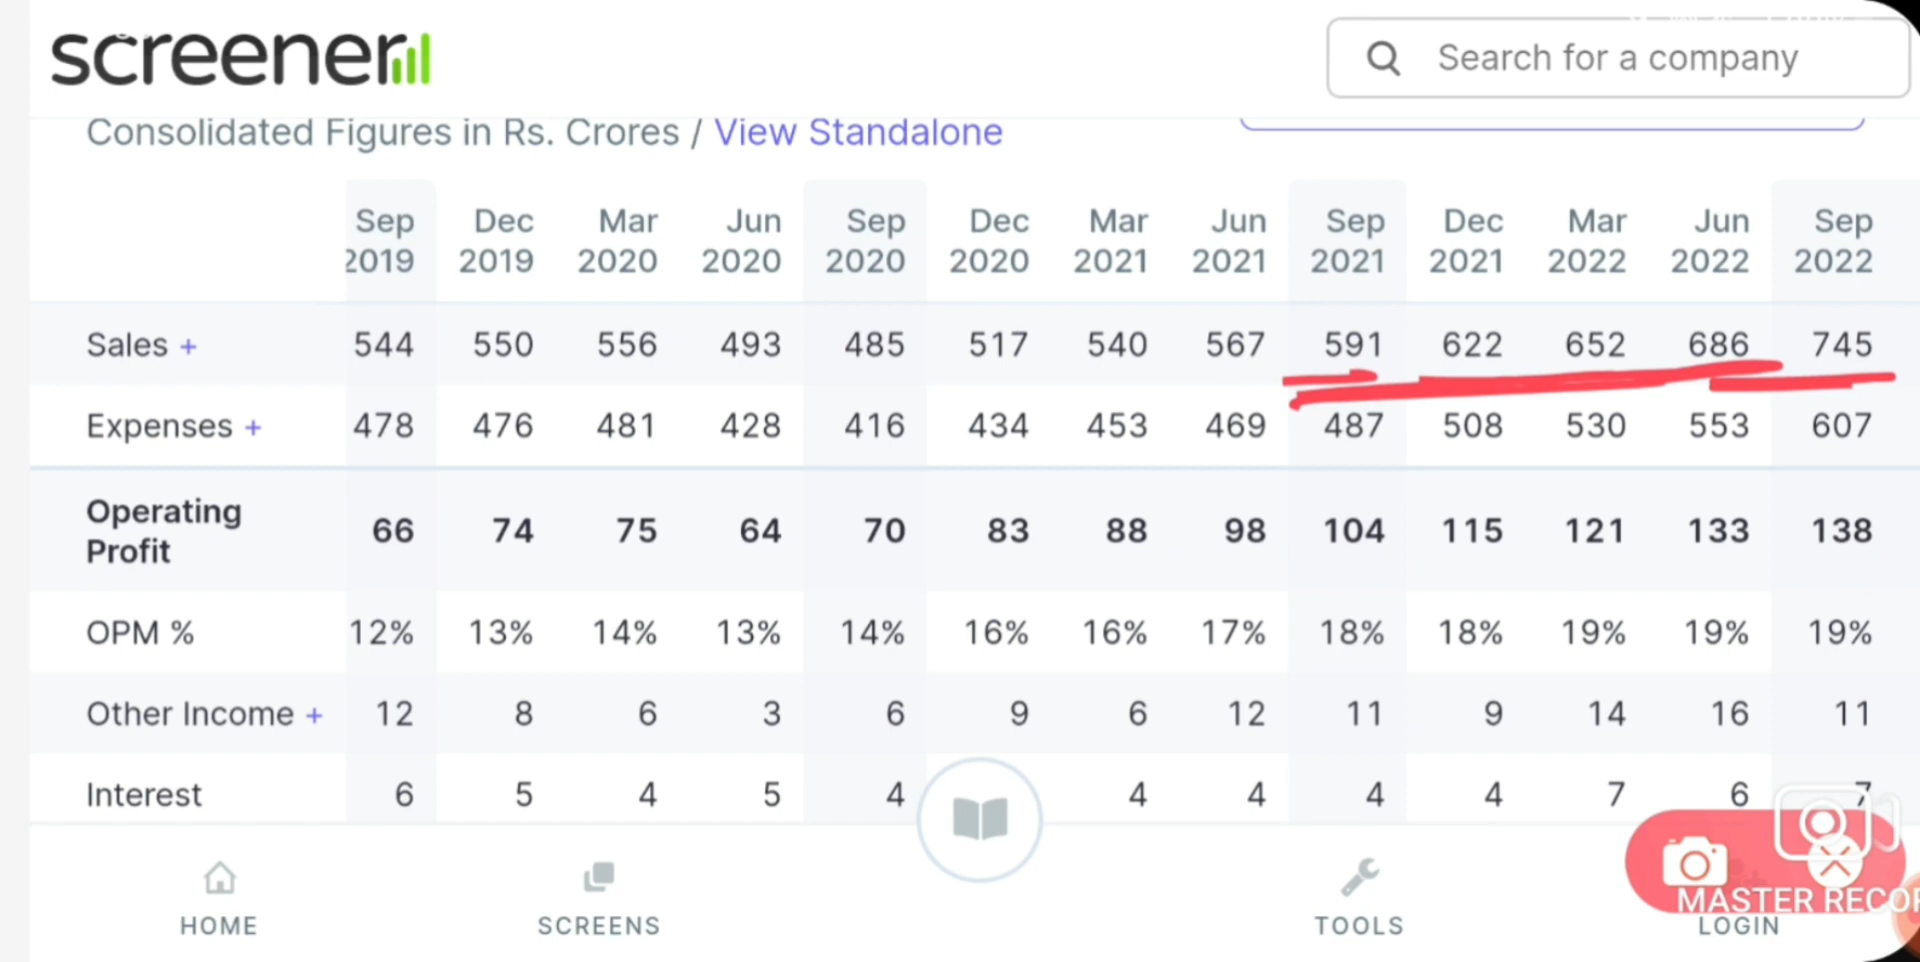 screener
Search for a company
Consolidated Figures in Rs. Crores / View Standalone
Sep 2019 Dec 2019 Mar 2020 Jun 2020 Sep 2020 Dec 2020 Mar 2021 Jun 2021 Sep 2021 Dec 2021 Mar 2022 Jun 2022 Sep 2022
Sales + 544 550 556 493 485 517 540 567 591 622 652 686 745
Expenses + 478 476 481 428 416 434 453 469 487 508 530 553 607
Operating Profit 66 74 75 64 70 83 88 98 104 115 121 133 138
OPM % 12% 13% 14% 13% 14% 16% 16% 17% 18% 18% 19% 19% 19%
Other Income + 12 8 6 3 6 9 6 12 11 9 14 16 11
Interest 6 5 4 5 4 4 4 4 4 7 6 7
MASTER RECOR
HOME SCREENS TOOLS LOGIN